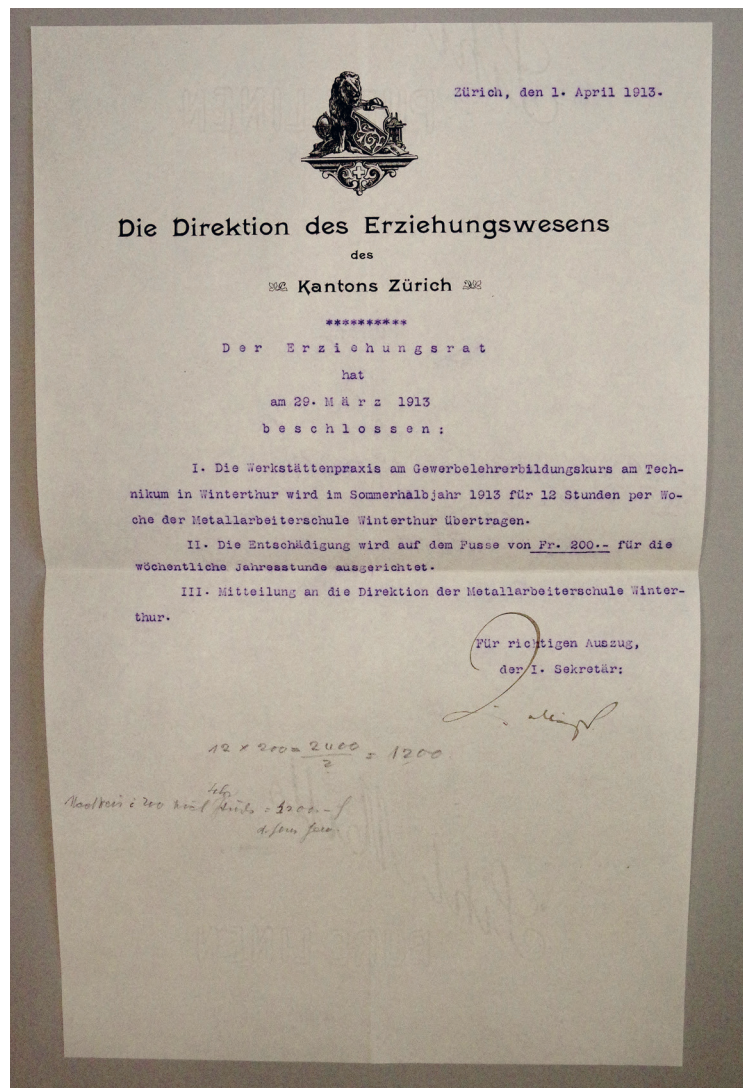 Zürich, den 1. April 1913.
Die Direktion des Erziehungswesens
des
Kantons Zürich
**********
Der Erziehungsrat
hat
am 29. März 1913
beschlossen:
I. Die Werkstättenpraxis am Gewerbelehrerbildungskurs am Tech-
nikum in Winterthur wird im Sommerhalbjahr 1913 für 12 Stunden per Wo-
che der Metallarbeiterschule Winterthur übertragen.
II. Die Entschädigung wird auf dem Fusse von Fr. 200.-- für die
wöchentliche Jahresstunde ausgerichtet.
III. Mitteilung an die Direktion der Metallarbeiterschule Winter-
thur.
Für richtigen Auszug,
der I. Sekretär:
12 × 200 = 2400 / 2 = 1200